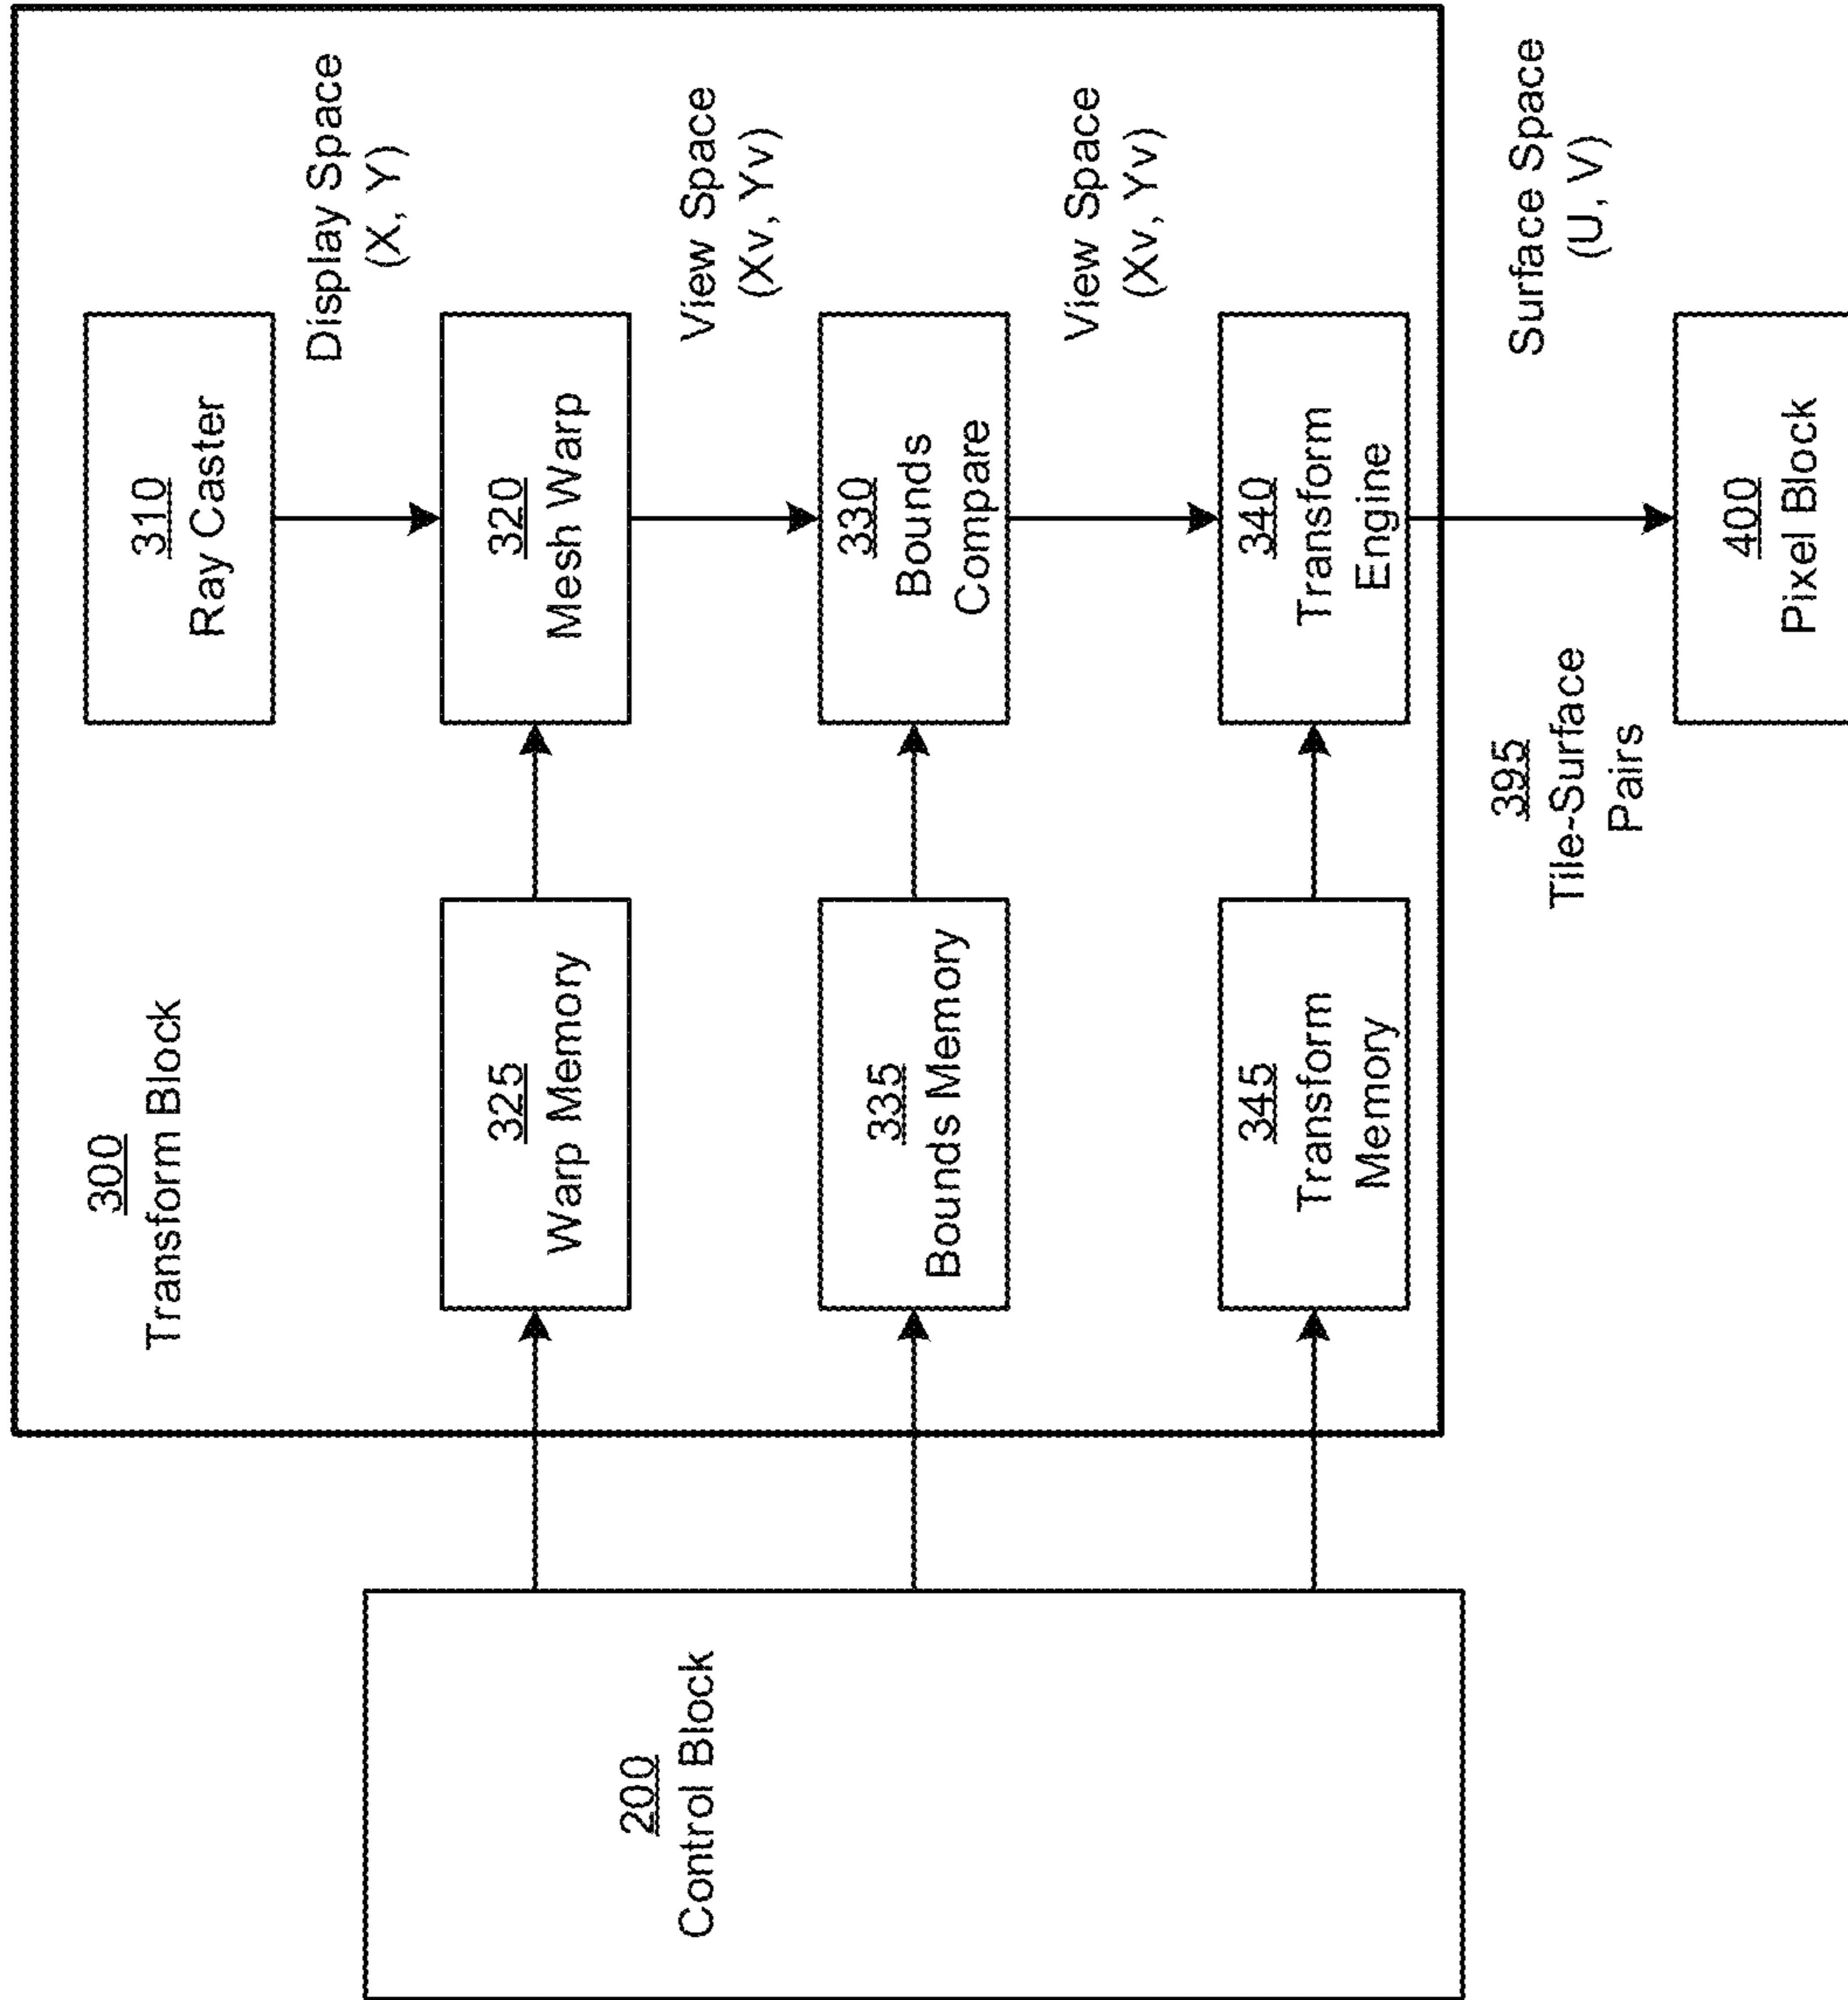 200
Control Block
300
Transform Block
310
Ray Caster
Display Space
(X, Y)
325
Warp Memory
320
Mesh Warp
View Space
(Xv, Yv)
335
Bounds Memory
330
Bounds
Compare
View Space
(Xv, Yv)
345
Transform
Memory
340
Transform
Engine
395
Tile-Surface
Pairs
Surface Space
(U, V)
400
Pixel Block